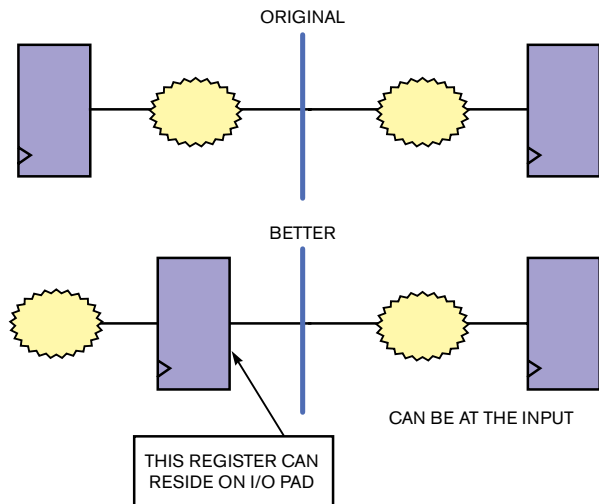 ORIGINAL
BETTER
CAN BE AT THE INPUT
THIS REGISTER CAN
RESIDE ON I/O PAD